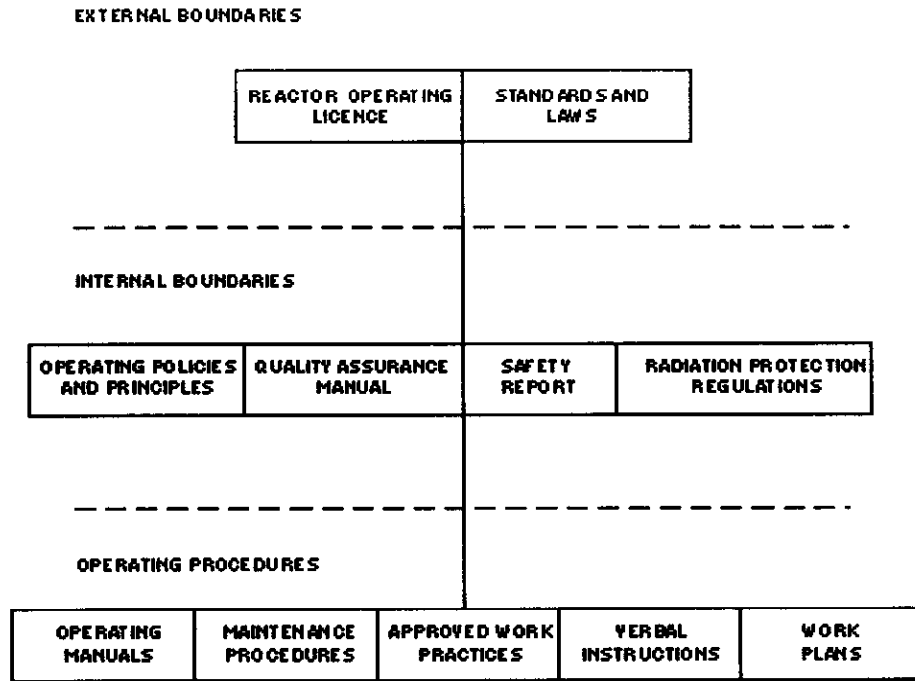 EXTERNAL BOUNDARIES
REACTOR OPERATING
LICENCE
STANDARDS AND
LAWS
INTERNAL BOUNDARIES
OPERATING POLICIES
AND PRINCIPLES
QUALITY ASSURANCE
MANUAL
SAFETY
REPORT
RADIATION PROTECTION
REGULATIONS
OPERATING PROCEDURES
OPERATING
MANUALS
MAINTENANCE
PROCEDURES
APPROVED WORK
PRACTICES
VERBAL
INSTRUCTIONS
WORK
PLANS